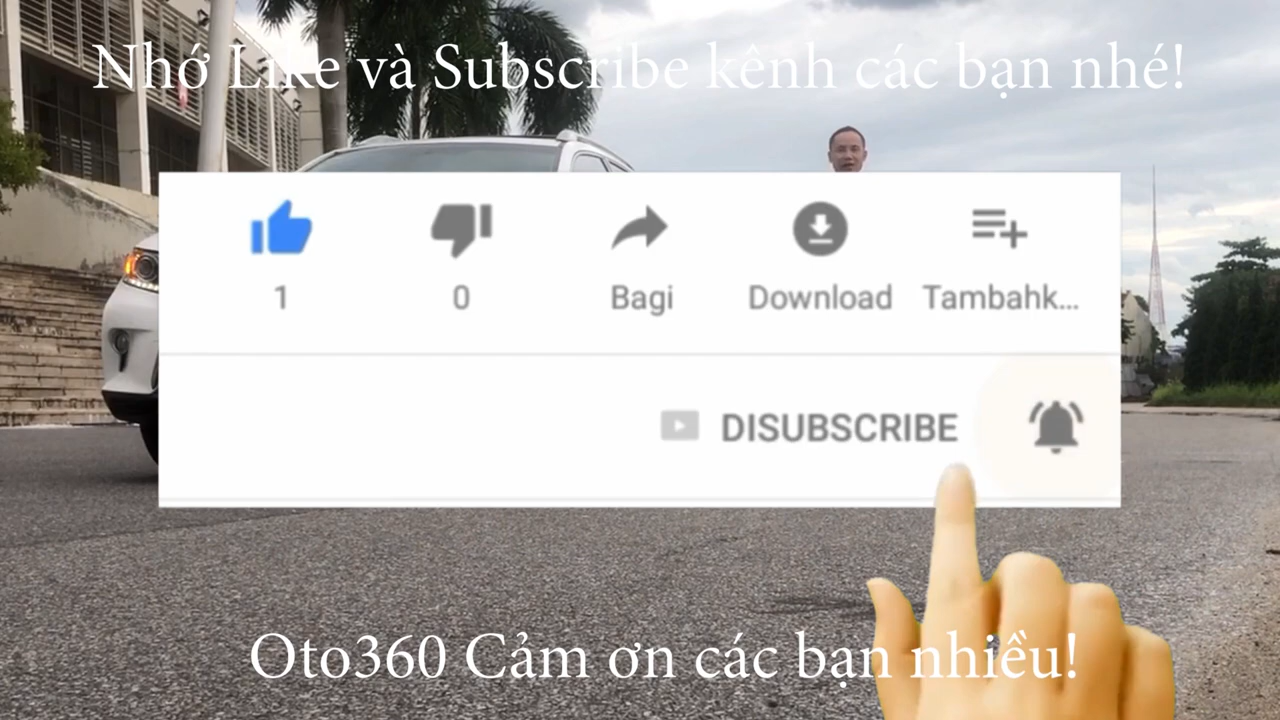 Nhớ Like và Subscribe kênh các bạn nhé!
1
0
Bagi
Download
Tambahk...
DISUBSCRIBE
Oto360 Cảm ơn các bạn nhiều!